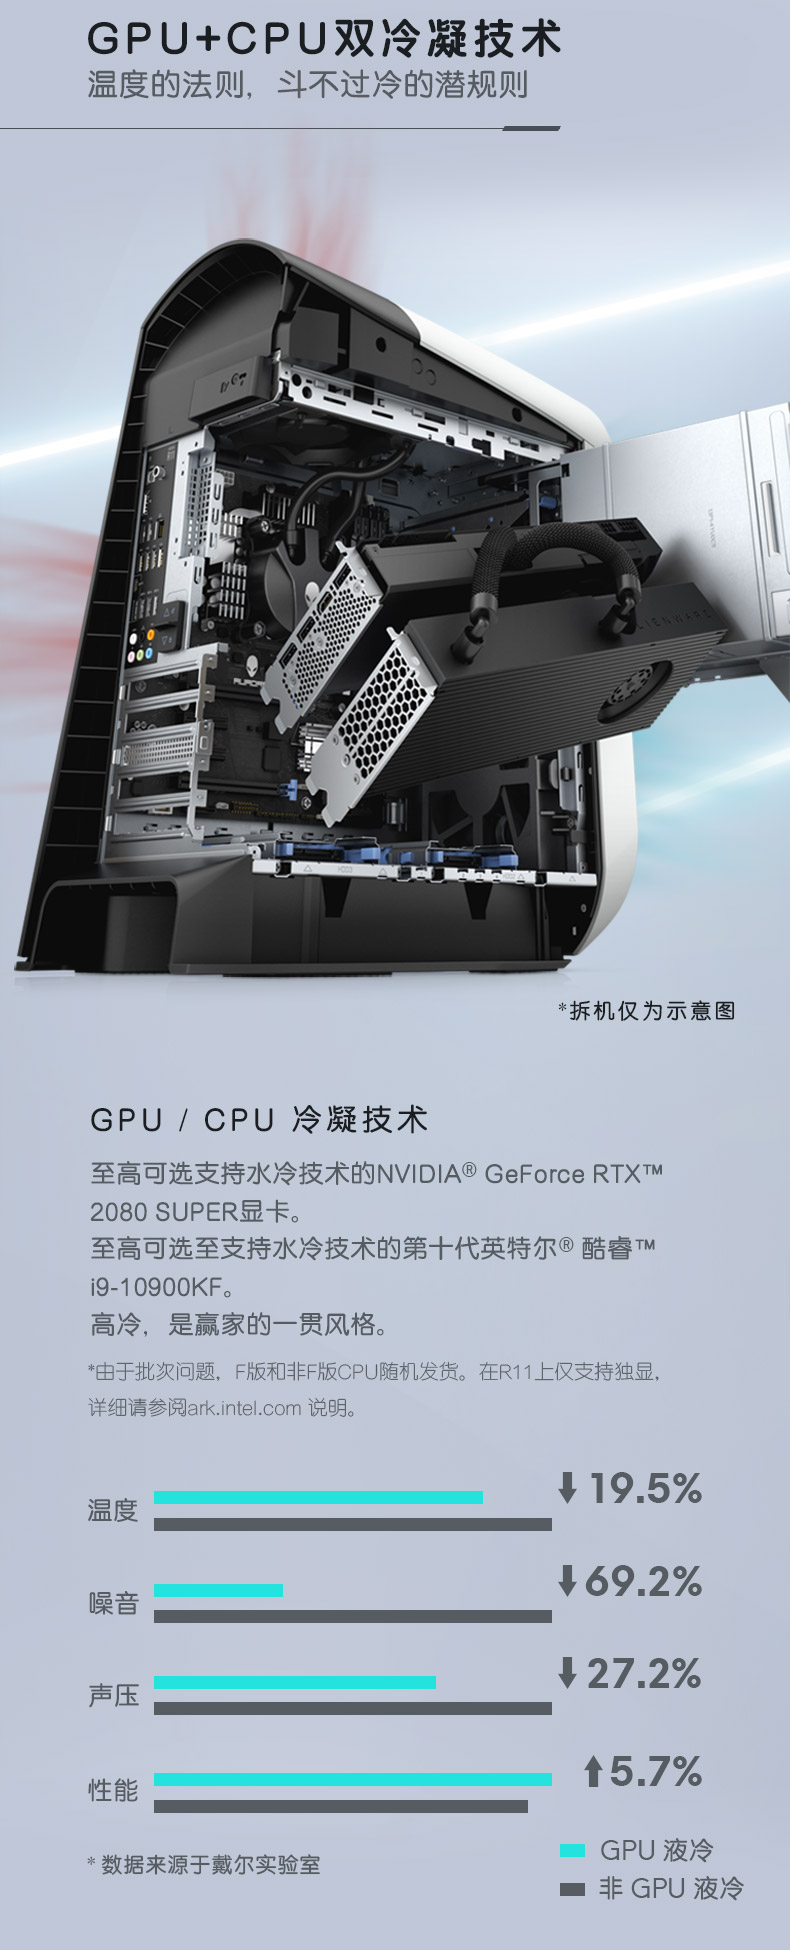 GPU+CPU双冷凝技术
温度的法则，斗不过冷的潜规则
ALIENWARE
*拆机仅为示意图
GPU / CPU 冷凝技术
至高可选支持水冷技术的NVIDIA® GeForce RTX™
2080 SUPER显卡。
至高可选至支持水冷技术的第十代英特尔® 酷睿™
i9-10900KF。
高冷，是赢家的一贯风格。
*由于批次问题，F版和非F版CPU随机发货。在R11上仅支持独显，
详细请参阅ark.intel.com 说明。
温度
19.5%
噪音
69.2%
声压
27.2%
性能
5.7%
GPU 液冷
* 数据来源于戴尔实验室
非 GPU 液冷